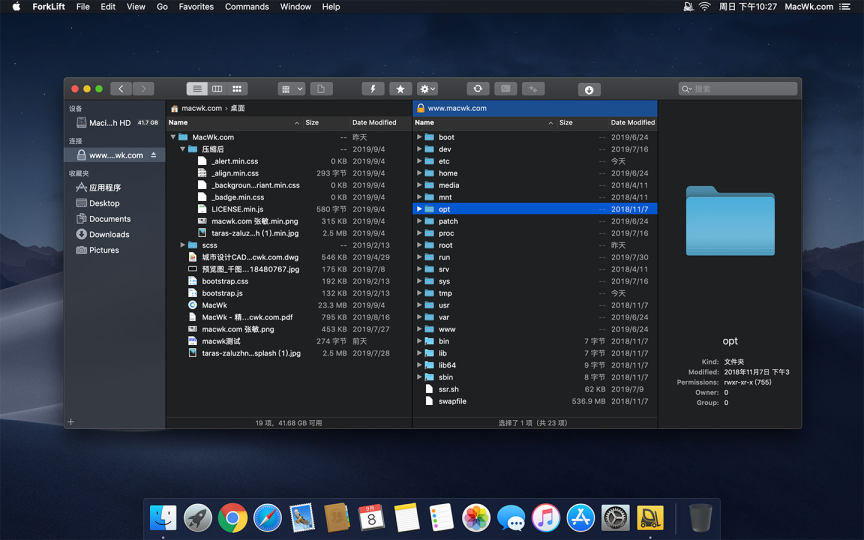 ForkLift File Edit View Go Favorites Commands Window Help 周日 下午10:27 MacWk.com
搜索
设备
Maci...h HD 41.7 GB
连接
www....wk.com
收藏夹
应用程序
Desktop
Documents
Downloads
Pictures
macwk.com › 桌面
Name Size Date Modified
MacWk.com -- 昨天
压缩后 -- 2019/9/4
_alert.min.css 0 KB 2019/9/4
_align.min.css 293 字节 2019/9/4
_backgroun...riant.min.css 0 KB 2019/9/4
_badge.min.css 0 KB 2019/9/4
LICENSE.min.js 580 字节 2019/9/4
macwk.com 张敏.min.png 315 KB 2019/9/4
taras-zaluz...h (1).min.jpg 2.5 MB 2019/9/4
scss -- 2019/2/13
城市设计CAD...cwk.com.dwg 546 KB 2019/4/29
预览图_千图...18480767.jpg 175 KB 2019/7/8
bootstrap.css 192 KB 2019/2/13
bootstrap.js 132 KB 2019/2/13
MacWk 23.3 MB 2019/9/4
MacWk - 精...cwk.com.pdf 795 KB 2019/8/16
macwk.com 张敏.png 453 KB 2019/7/27
macwk测试 274 字节 前天
taras-zaluzhn...splash (1).jpg 2.5 MB 2019/7/28
19 项, 41.68 GB 可用
www.macwk.com
Name Size Date Modified
boot -- 2019/6/24
dev -- 2019/7/16
etc -- 今天
home -- 2019/6/24
media -- 2018/4/11
mnt -- 2018/4/11
opt -- 2018/11/7
patch -- 2019/6/24
proc -- 2019/7/16
root -- 昨天
run -- 2019/7/30
srv -- 2018/4/11
sys -- 2019/7/16
tmp -- 今天
usr -- 2018/11/7
var -- 2019/6/24
www -- 2019/6/24
bin 7 字节 2018/11/7
lib 7 字节 2018/11/7
lib64 9 字节 2018/11/7
sbin 8 字节 2018/11/7
ssr.sh 62 KB 2019/7/9
swapfile 536.9 MB 2018/11/7
选择了 1 项（共 23 项）
opt
Kind: 文件夹
Modified: 2018年11月7日 下午3
Permissions: rwxr-xr-x (755)
Owner: 0
Group: 0
9月
8